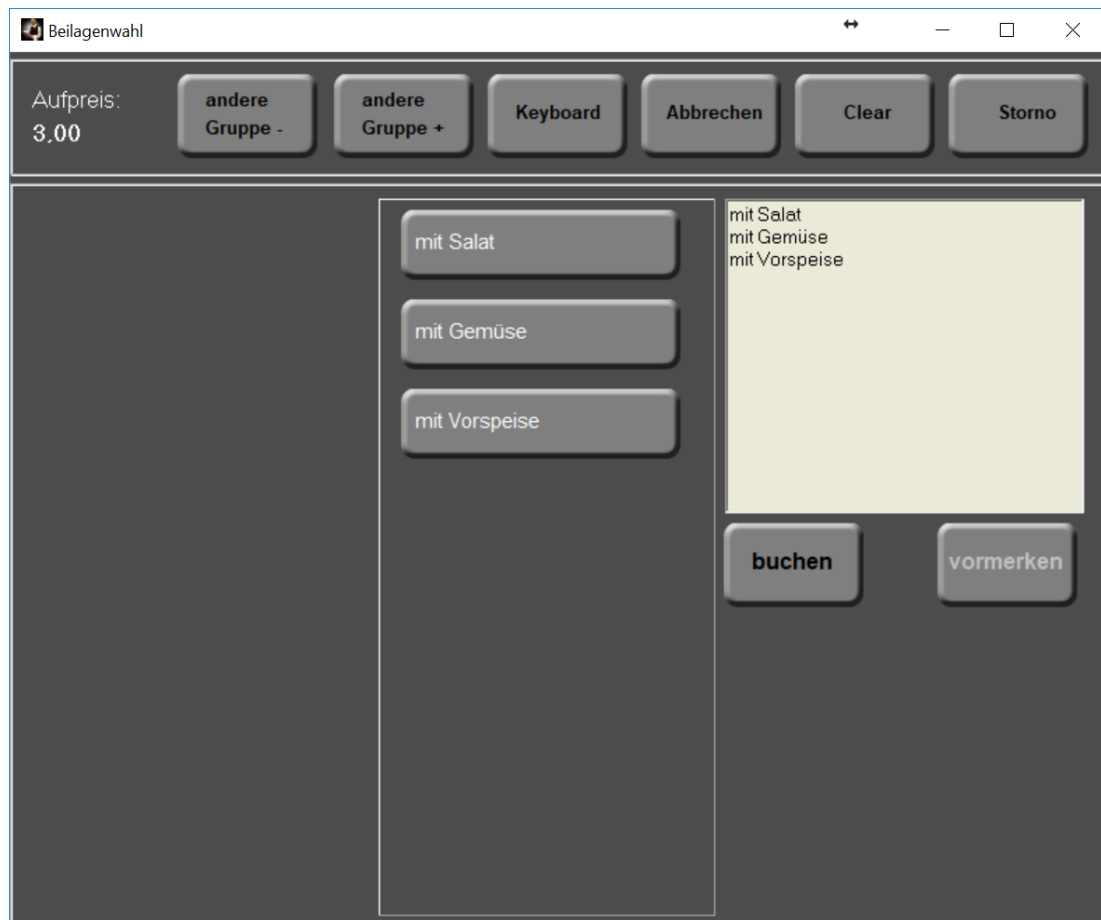 Beilagenwahl
Aufpreis:
3,00
andere
Gruppe -
andere
Gruppe +
Keyboard
Abbrechen
Clear
Storno
mit Salat
mit Gemüse
mit Vorspeise
mit Salat
mit Gemüse
mit Vorspeise
buchen
vormerken